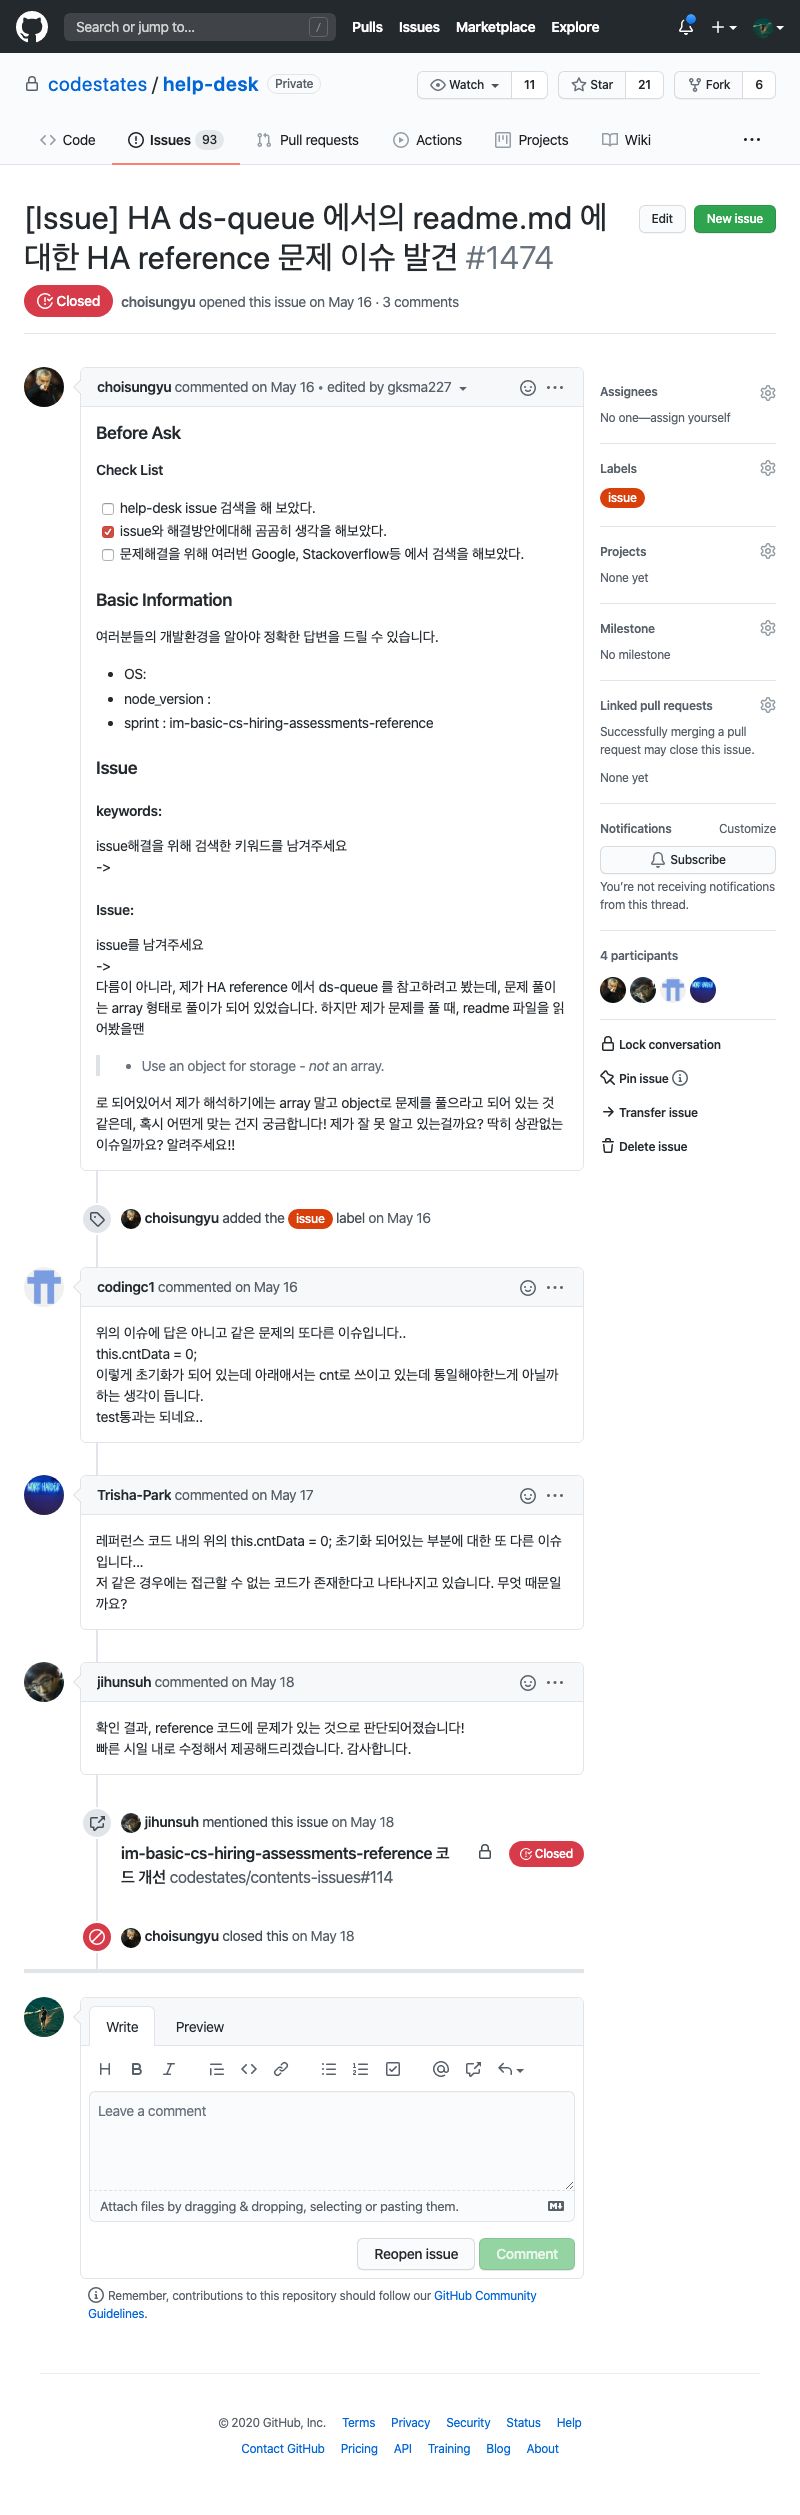 Search or jump to... /
Pulls Issues Marketplace Explore
codestates / help-desk Private
Watch 11 Star 21 Fork 6
Code Issues 93 Pull requests Actions Projects Wiki
[Issue] HA ds-queue 에서의 readme.md 에
대한 HA reference 문제 이슈 발견 #1474
Edit New issue
Closed choisungyu opened this issue on May 16 · 3 comments
choisungyu commented on May 16 • edited by gksma227
Before Ask
Check List
help-desk issue 검색을 해 보았다.
issue와 해결방안에대해 곰곰히 생각을 해보았다.
문제해결을 위해 여러번 Google, Stackoverflow등 에서 검색을 해보았다.
Basic Information
여러분들의 개발환경을 알아야 정확한 답변을 드릴 수 있습니다.
OS:
node_version :
sprint : im-basic-cs-hiring-assessments-reference
Issue
keywords:
issue해결을 위해 검색한 키워드를 남겨주세요
->
Issue:
issue를 남겨주세요
->
다름이 아니라, 제가 HA reference 에서 ds-queue 를 참고하려고 봤는데, 문제 풀이
는 array 형태로 풀이가 되어 있었습니다. 하지만 제가 문제를 풀 때, readme 파일을 읽
어봤을땐
Use an object for storage - not an array.
로 되어있어서 제가 해석하기에는 array 말고 object로 문제를 풀으라고 되어 있는 것
같은데, 혹시 어떤게 맞는 건지 궁금합니다! 제가 잘 못 알고 있는걸까요? 딱히 상관없는
이슈일까요? 알려주세요!!
Assignees
No one—assign yourself
Labels
issue
Projects
None yet
Milestone
No milestone
Linked pull requests
Successfully merging a pull
request may close this issue.
None yet
Notifications Customize
Subscribe
You're not receiving notifications
from this thread.
4 participants
Lock conversation
Pin issue
Transfer issue
Delete issue
choisungyu added the issue label on May 16
codingc1 commented on May 16
위의 이슈에 답은 아니고 같은 문제의 또다른 이슈입니다..
this.cntData = 0;
이렇게 초기화가 되어 있는데 아래애서는 cnt로 쓰이고 있는데 통일해야한느게 아닐까
하는 생각이 듭니다.
test통과는 되네요..
Trisha-Park commented on May 17
레퍼런스 코드 내의 위의 this.cntData = 0; 초기화 되어있는 부분에 대한 또 다른 이슈
입니다...
저 같은 경우에는 접근할 수 없는 코드가 존재한다고 나타나지고 있습니다. 무엇 때문일
까요?
jihunsuh commented on May 18
확인 결과, reference 코드에 문제가 있는 것으로 판단되어졌습니다!
빠른 시일 내로 수정해서 제공해드리겠습니다. 감사합니다.
jihunsuh mentioned this issue on May 18
im-basic-cs-hiring-assessments-reference 코
드 개선 codestates/contents-issues#114
Closed
choisungyu closed this on May 18
Write Preview
Leave a comment
Attach files by dragging & dropping, selecting or pasting them.
Reopen issue Comment
Remember, contributions to this repository should follow our GitHub Community
Guidelines.
© 2020 GitHub, Inc. Terms Privacy Security Status Help
Contact GitHub Pricing API Training Blog About